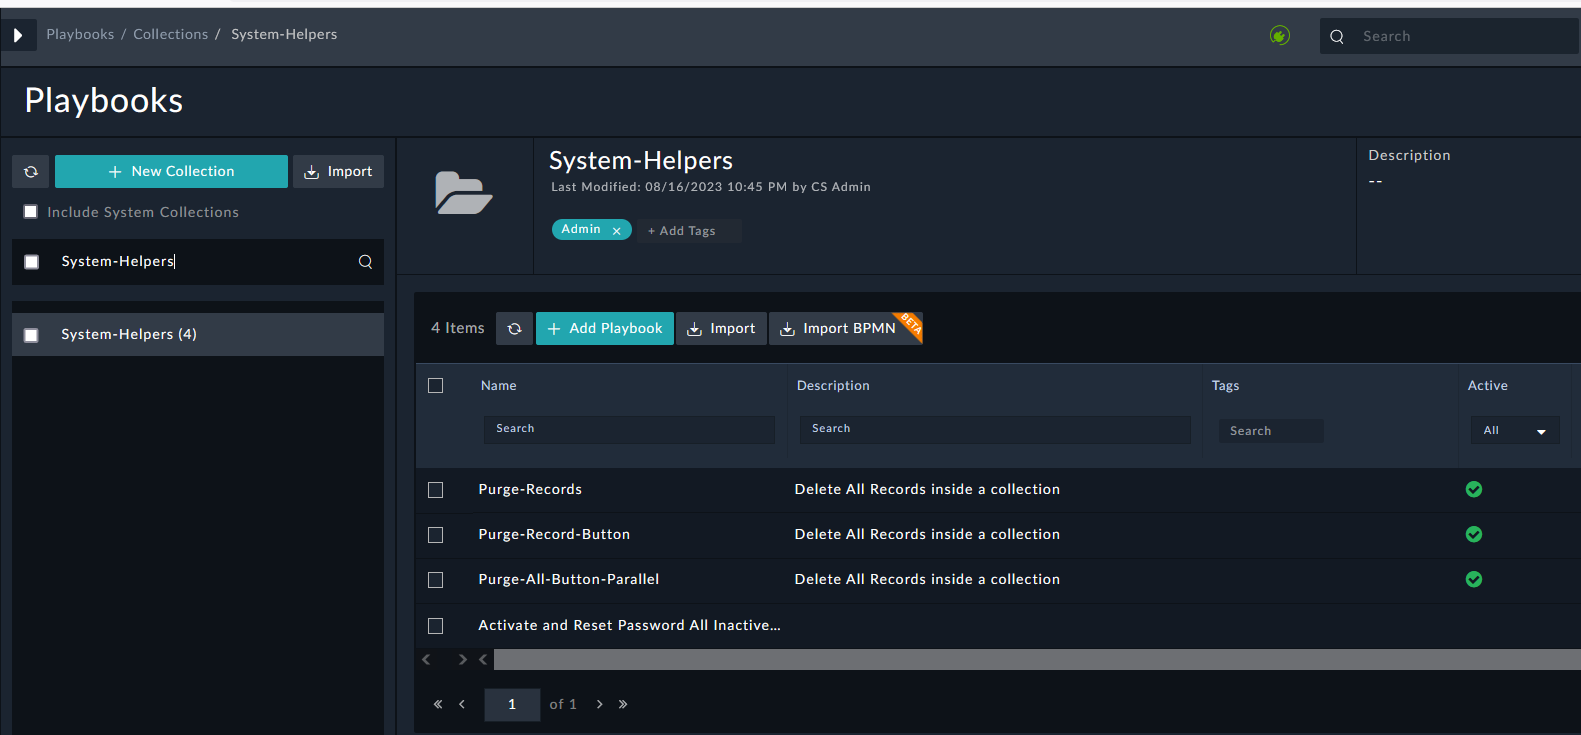 Playbooks / Collections / System-Helpers
Search
Playbooks
+ New Collection
Import
Include System Collections
System-Helpers
System-Helpers (4)
System-Helpers
Last Modified: 08/16/2023 10:45 PM by CS Admin
Admin ×
+ Add Tags
Description
--
4 Items
+ Add Playbook
Import
Import BPMN
BETA
Name Description Tags Active
Search Search Search All
Purge-Records Delete All Records inside a collection
Purge-Record-Button Delete All Records inside a collection
Purge-All-Button-Parallel Delete All Records inside a collection
Activate and Reset Password All Inactive...
« ‹ 1 of 1 › »